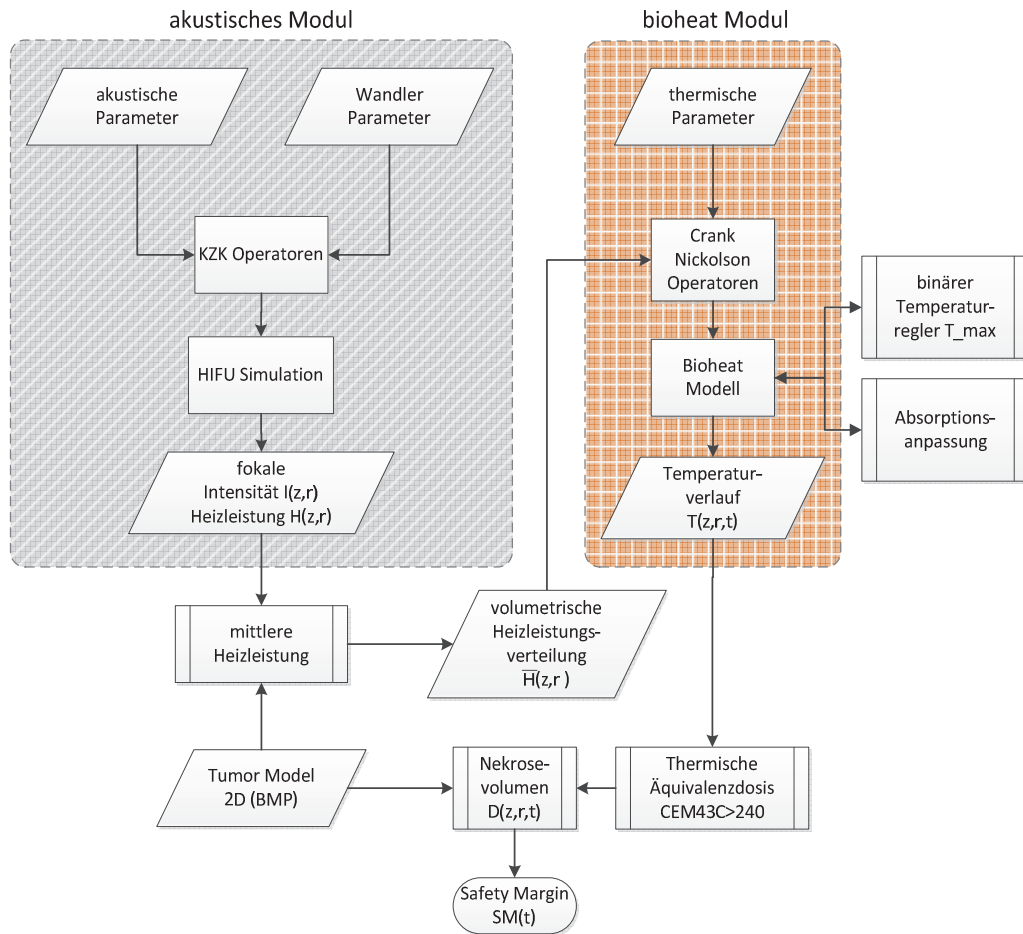 akustisches Modul
bioheat Modul
akustische
Parameter
Wandler
Parameter
thermische
Parameter
KZK Operatoren
Crank
Nickolson
Operatoren
binärer
Temperatur-
regler T_max
HIFU Simulation
Bioheat
Modell
Absorptions-
anpassung
fokale
Intensität I(z,r)
Heizleistung H(z,r)
Temperatur-
verlauf
T(z,r,t)
mittlere
Heizleistung
volumetrische
Heizleistungs-
verteilung
H̅(z,r )
Tumor Model
2D (BMP)
Nekrose-
volumen
D(z,r,t)
Thermische
Äquivalenzdosis
CEM43C>240
Safety Margin
SM(t)